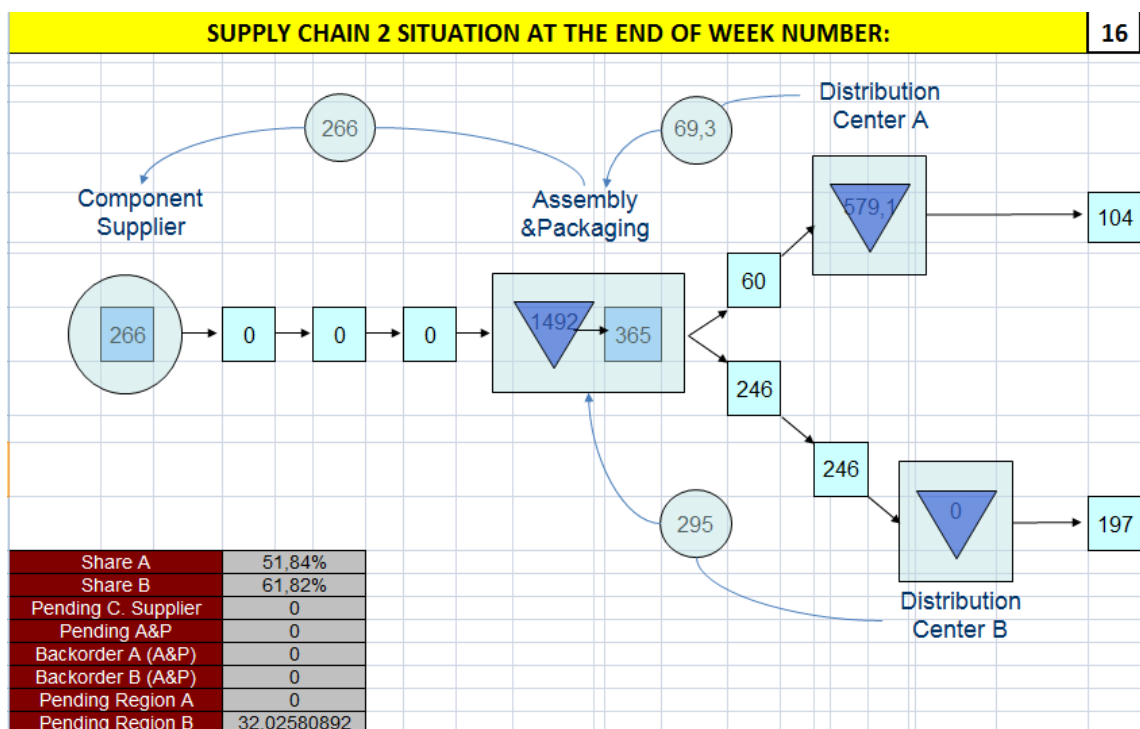 SUPPLY CHAIN 2 SITUATION AT THE END OF WEEK NUMBER: 16
Distribution
Center A
266
69,3
Component
Supplier
Assembly
&Packaging
579,1
104
60
266
0
0
0
1492
365
246
246
295
0
197
Distribution
Center B
Share A 51,84%
Share B 61,82%
Pending C. Supplier 0
Pending A&P 0
Backorder A (A&P) 0
Backorder B (A&P) 0
Pending Region A 0
Pending Region B 32,02580892